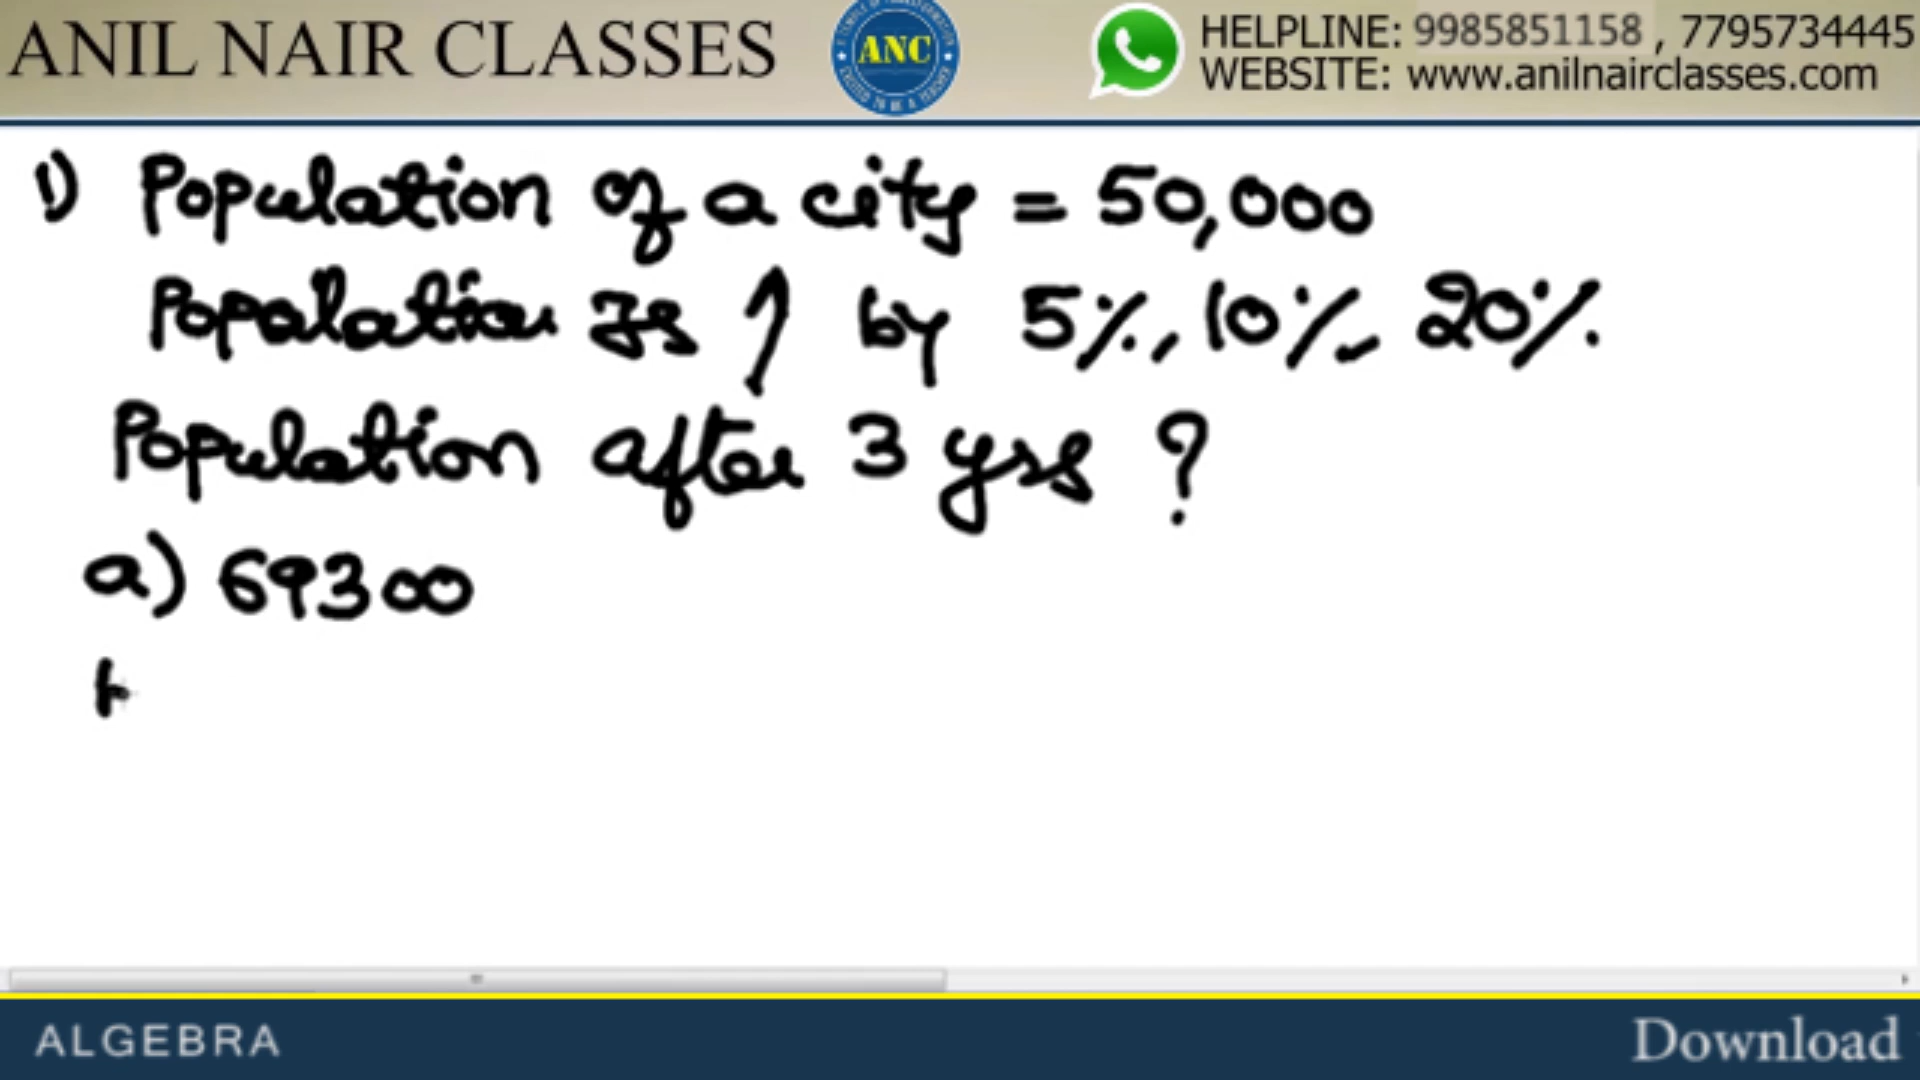 ANIL NAIR CLASSES
ANC
HELPLINE: 9985851158 , 7795734445
WEBSITE: www.anilnairclasses.com
1) Population of a city = 50,000
Population is ↑ by 5%, 10%, 20%.
Population after 3 yrs ?
a) 69300
ALGEBRA
Download